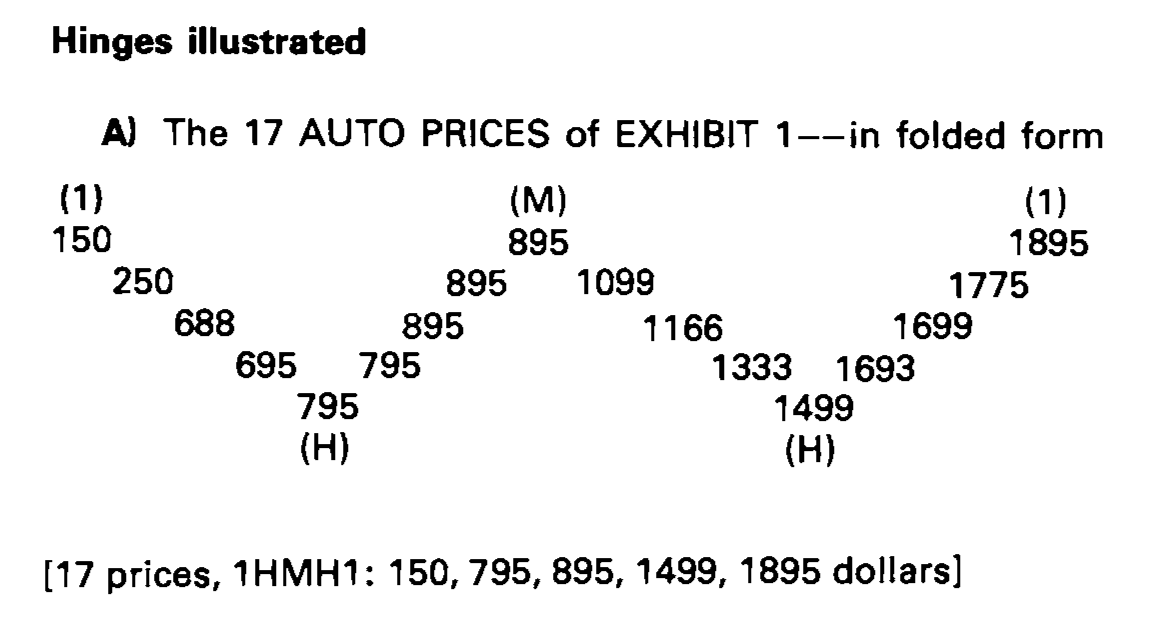 Hinges illustrated
A) The 17 AUTO PRICES of EXHIBIT 1--in folded form
(1) (M) (1)
150 895 1895
250 895 1099 1775
688 895 1166 1699
695 795 1333 1693
795 1499
(H) (H)
[17 prices, 1HMH1: 150, 795, 895, 1499, 1895 dollars]